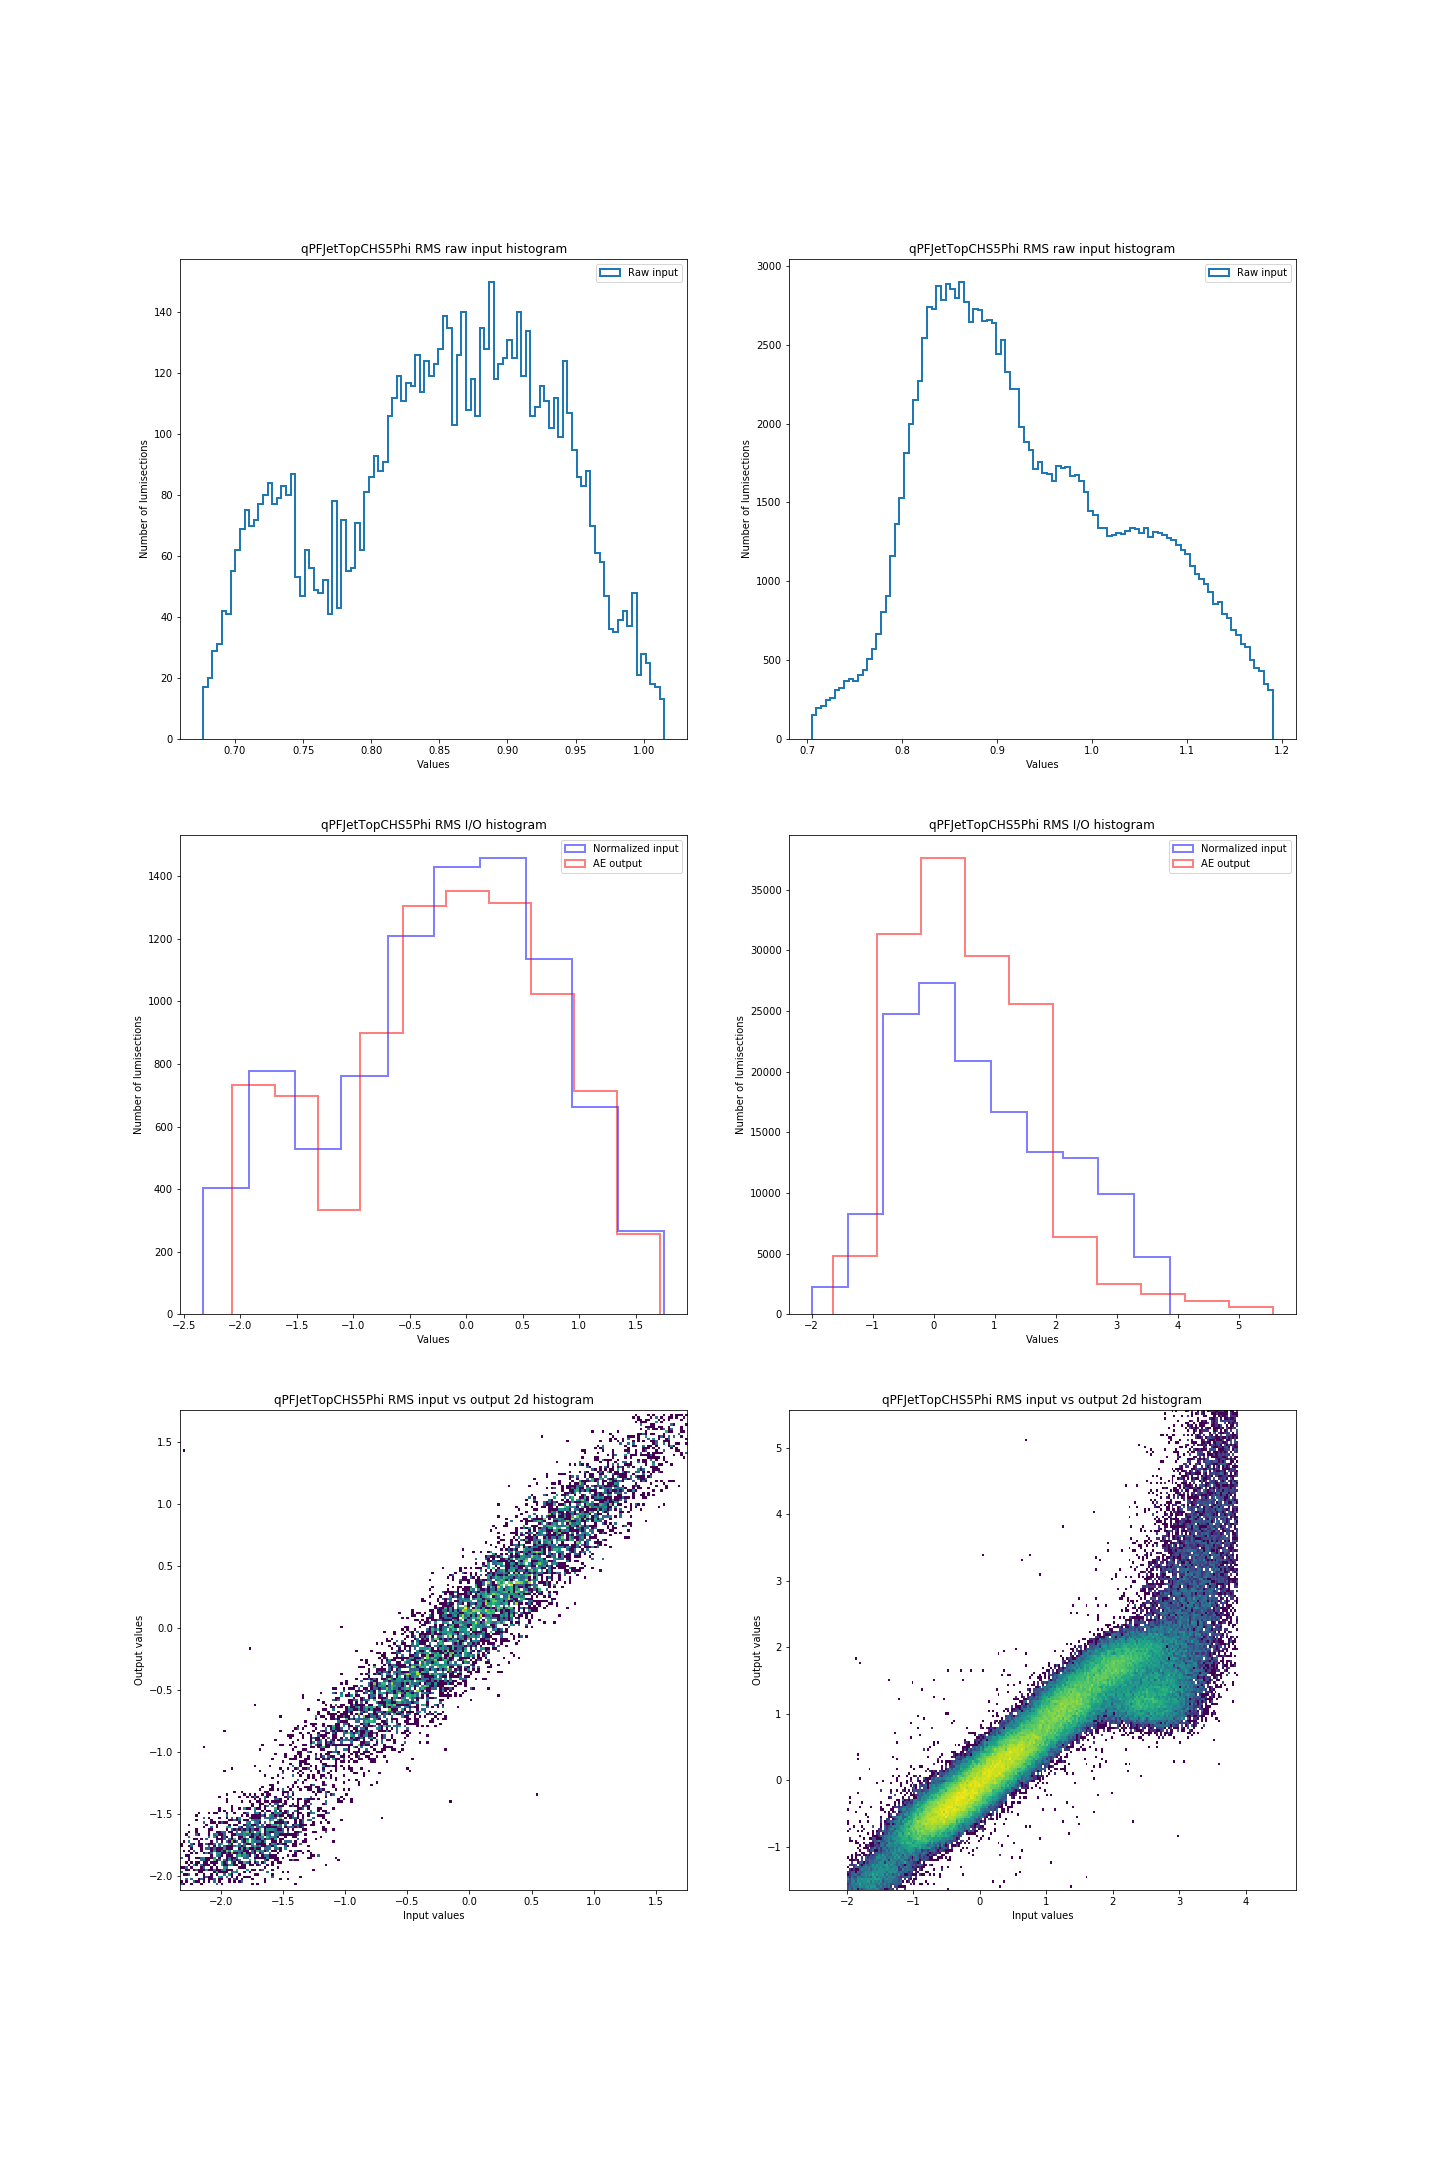 qPFJetTopCHS5Phi RMS raw input histogram
Raw input
140
120
100
80
60
40
20
0
Number of lumisections
0.70 0.75 0.80 0.85 0.90 0.95 1.00
Values
qPFJetTopCHS5Phi RMS raw input histogram
Raw input
3000
2500
2000
1500
1000
500
0
Number of lumisections
0.7 0.8 0.9 1.0 1.1 1.2
Values
qPFJetTopCHS5Phi RMS I/O histogram
Normalized input
AE output
1400
1200
1000
800
600
400
200
0
Number of lumisections
−2.5 −2.0 −1.5 −1.0 −0.5 0.0 0.5 1.0 1.5
Values
qPFJetTopCHS5Phi RMS I/O histogram
Normalized input
AE output
35000
30000
25000
20000
15000
10000
5000
0
Number of lumisections
−2 −1 0 1 2 3 4 5
Values
qPFJetTopCHS5Phi RMS input vs output 2d histogram
1.5
1.0
0.5
0.0
−0.5
−1.0
−1.5
−2.0
Output values
−2.0 −1.5 −1.0 −0.5 0.0 0.5 1.0 1.5
Input values
qPFJetTopCHS5Phi RMS input vs output 2d histogram
5
4
3
2
1
0
−1
Output values
−2 −1 0 1 2 3 4
Input values